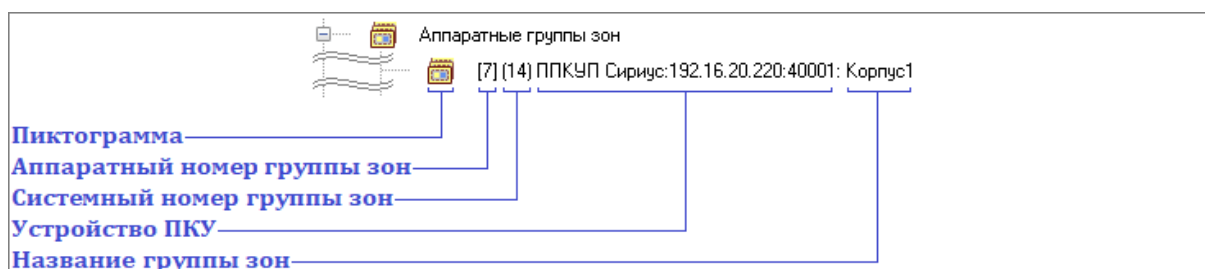 Аппаратные группы зон
[7] (14) ППКУП Сириус:192.16.20.220:40001: Корпус1
Пиктограмма
Аппаратный номер группы зон
Системный номер группы зон
Устройство ПКУ
Название группы зон